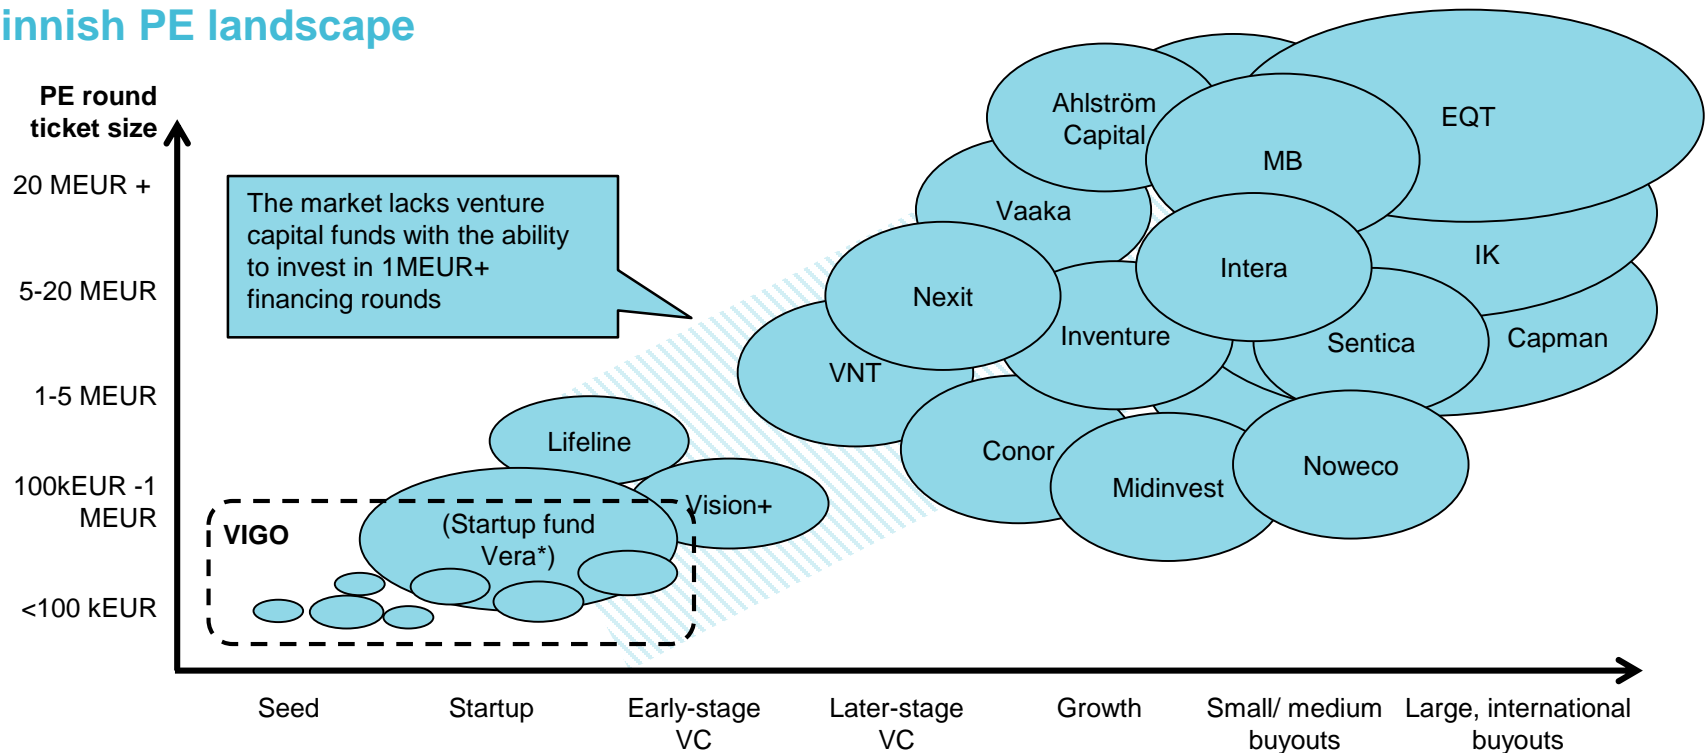 innish PE landscape
PE round
ticket size
20 MEUR +
5-20 MEUR
1-5 MEUR
100kEUR -1
MEUR
<100 kEUR
The market lacks venture
capital funds with the ability
to invest in 1MEUR+
financing rounds
Ahlström
Capital
EQT
MB
Vaaka
IK
Intera
Nexit
Inventure
Sentica
Capman
VNT
Lifeline
Conor
Noweco
Midinvest
Vision+
VIGO
(Startup fund
Vera*)
Seed
Startup
Early-stage
VC
Later-stage
VC
Growth
Small/ medium
buyouts
Large, international
buyouts